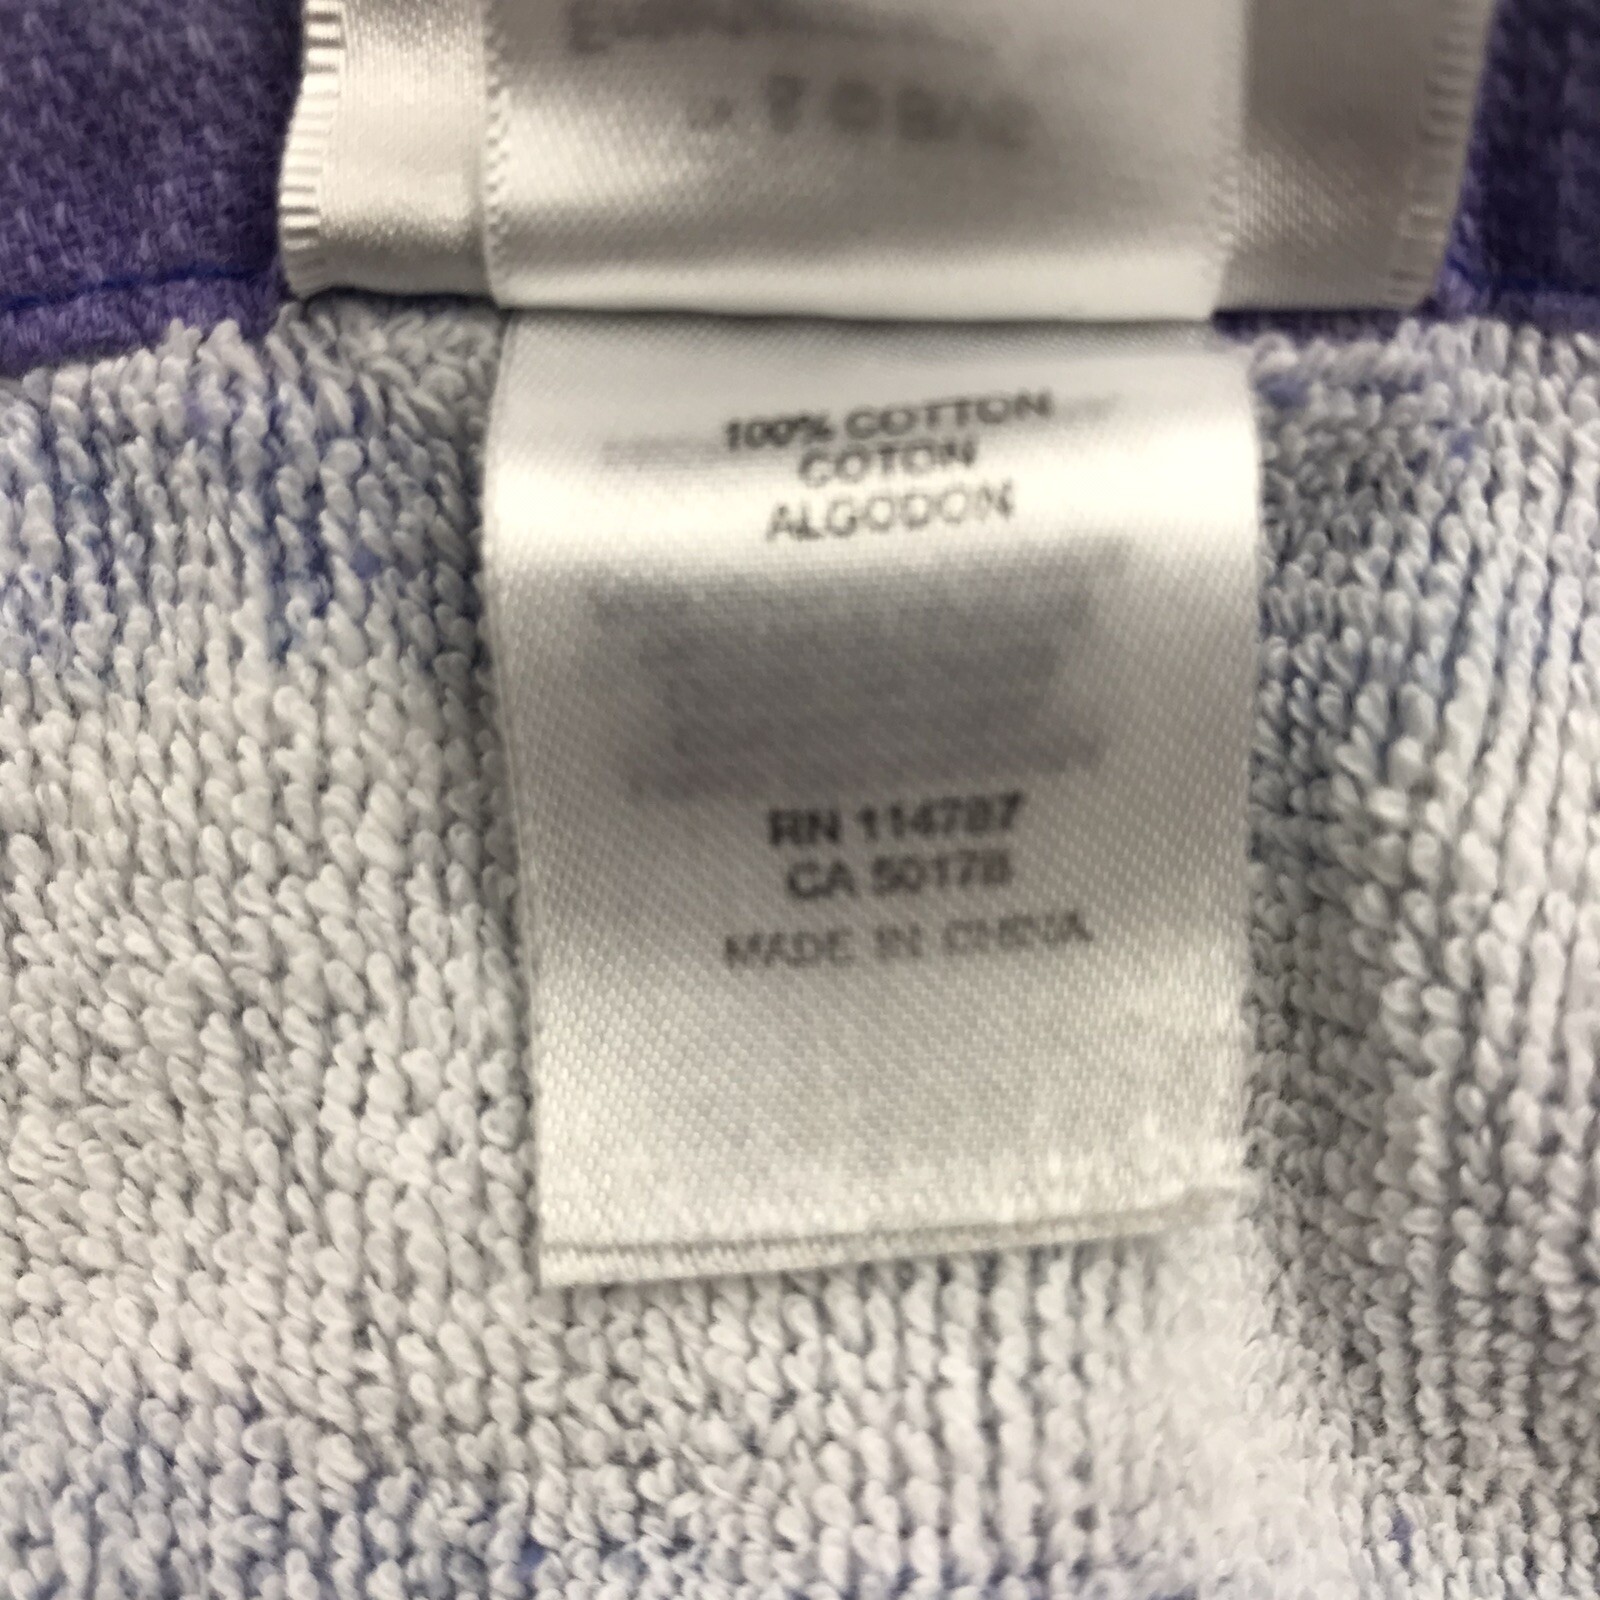 100% COTTON
COTON
ALGODON
RN 114787
CA 50178
MADE IN CHINA